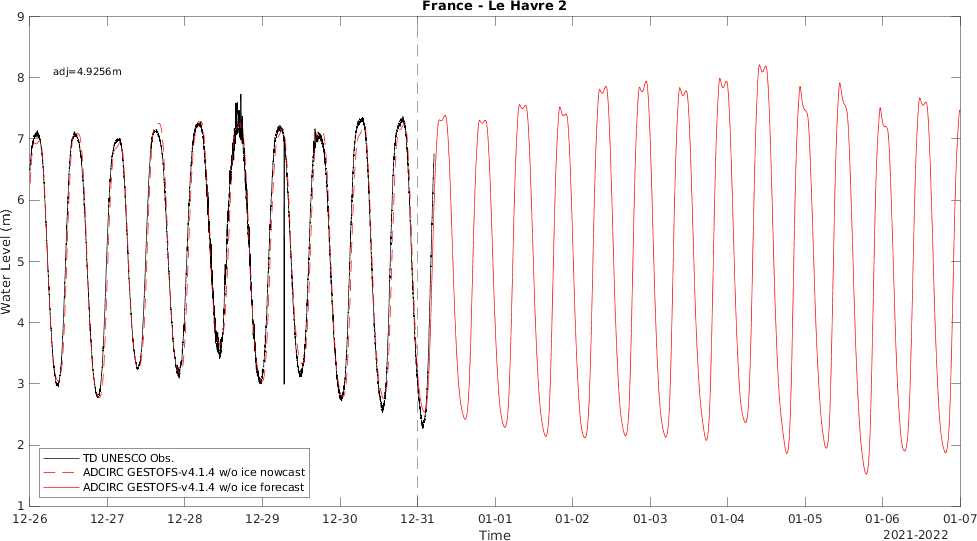 France - Le Havre 2
9
8
7
6
5
4
3
2
1
Water Level (m)
adj=4.9256m
TD UNESCO Obs.
ADCIRC GESTOFS-v4.1.4 w/o ice nowcast
ADCIRC GESTOFS-v4.1.4 w/o ice forecast
12-26 12-27 12-28 12-29 12-30 12-31 01-01 01-02 01-03 01-04 01-05 01-06 01-07
Time
2021-2022